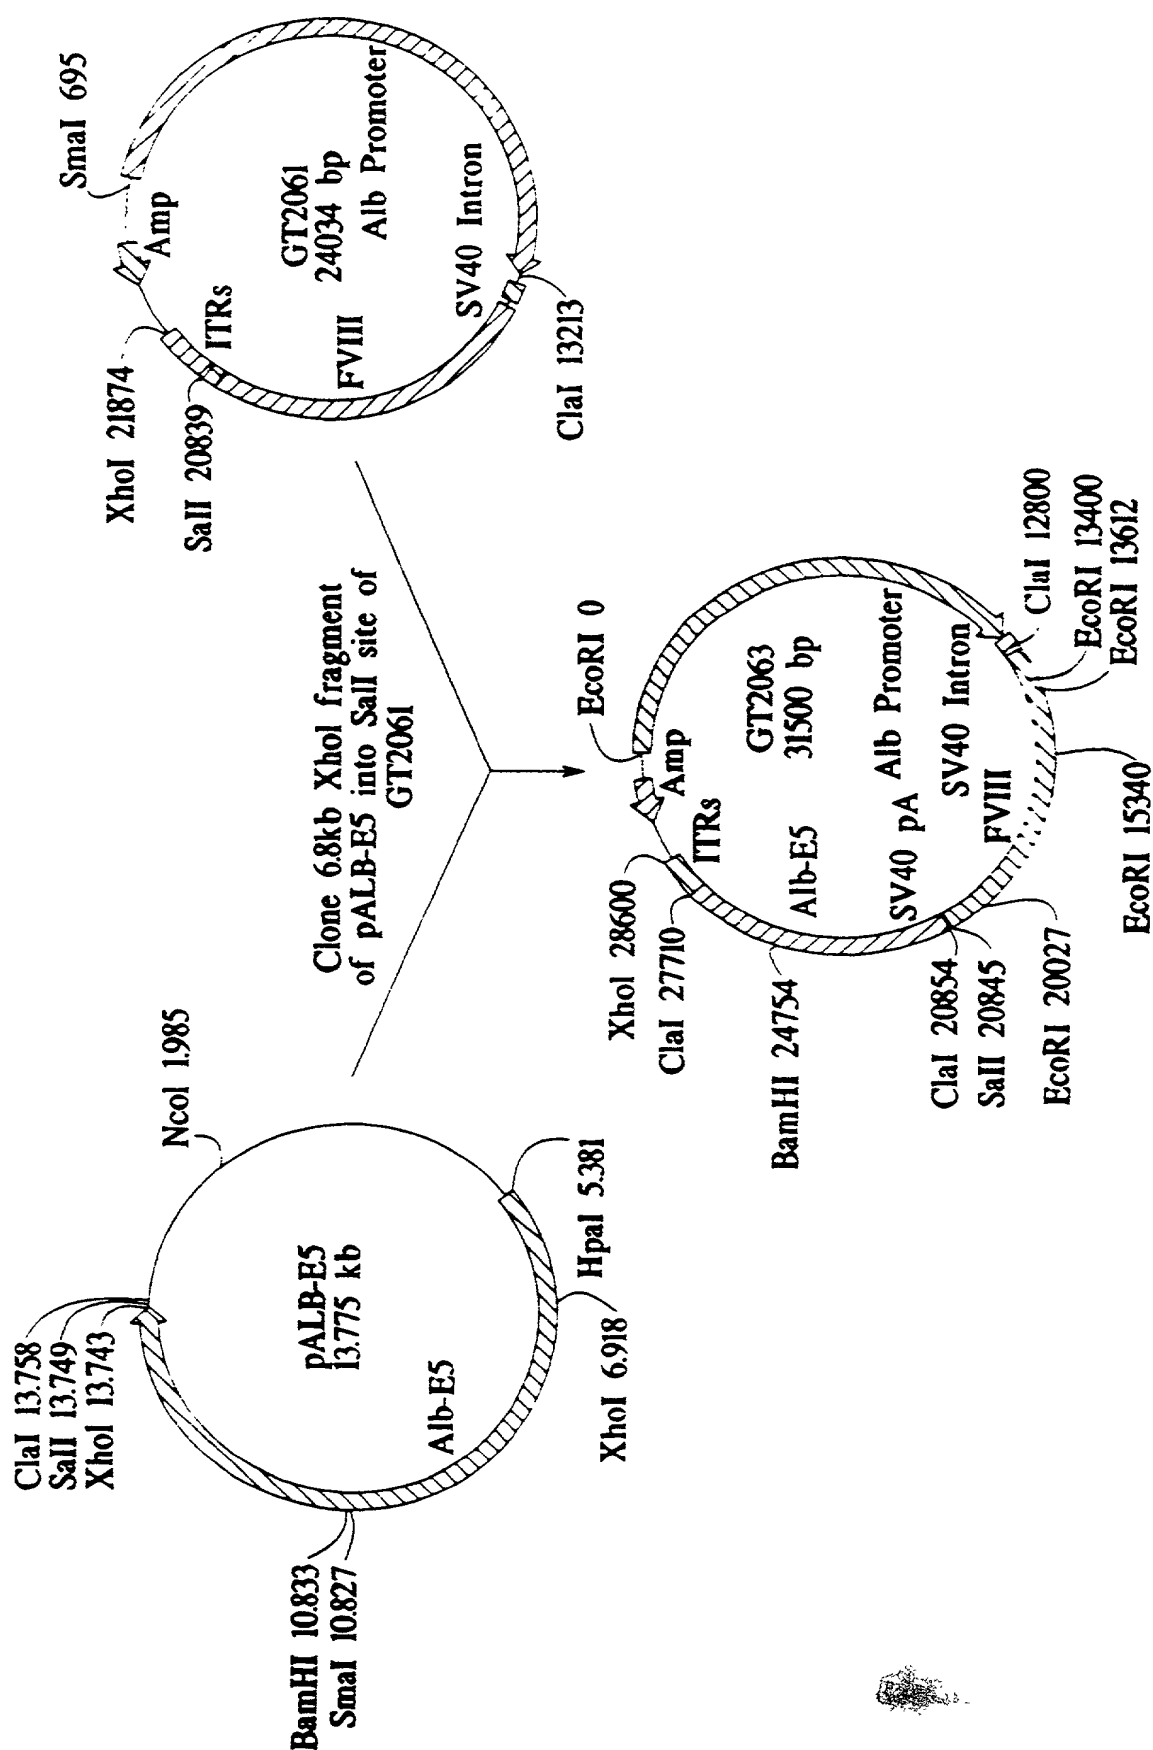 ClaI 13.758
SalI 13.749
XhoI 13.743
NcoI 1.985
pALB-E5
13.775 kb
Alb-E5
BamHI 10.833
SmaI 10.827
HpaI 5.381
XhoI 6.918
Clone 6.8kb XhoI fragment
of pALB-E5 into SalI site of
GT2061
SmaI 695
Amp
XhoI 21874
ITRs
SalI 20839
GT2061
24034 bp
Alb Promoter
FVIII
SV40 Intron
ClaI 13213
EcoRI 0
Amp
ITRs
XhoI 28600
ClaI 27710
GT2063
31500 bp
Alb-E5
BamHI 24754
SV40 pA
Alb Promoter
SV40 Intron
FVIII
ClaI 20854
SalI 20845
EcoRI 20027
ClaI 12800
EcoRI 13400
EcoRI 13612
EcoRI 15340